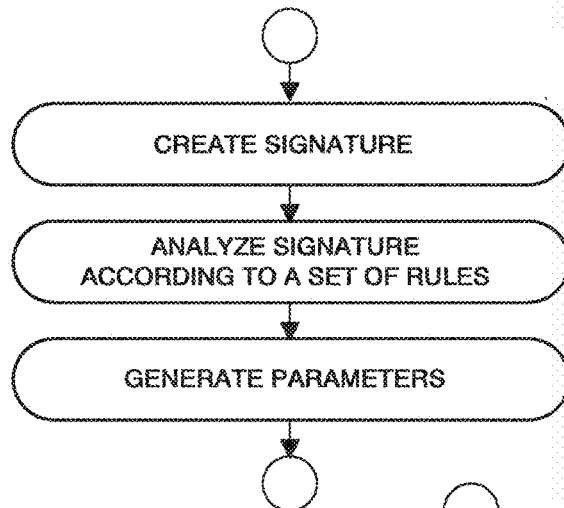 CREATE SIGNATURE
ANALYZE SIGNATURE
ACCORDING TO A SET OF RULES
GENERATE PARAMETERS